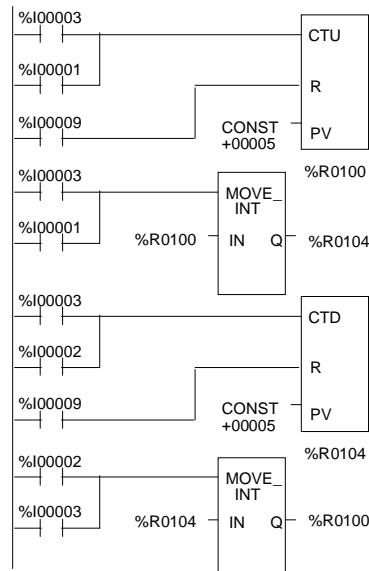 %I00003
CTU
%I00001
R
%I00009
CONST
+00005
PV
%R0100
%I00003
MOVE_
INT
%I00001
%R0100
IN Q
%R0104
%I00003
CTD
%I00002
R
%I00009
CONST
+00005
PV
%R0104
%I00002
MOVE_
INT
%I00003
%R0104
IN Q
%R0100